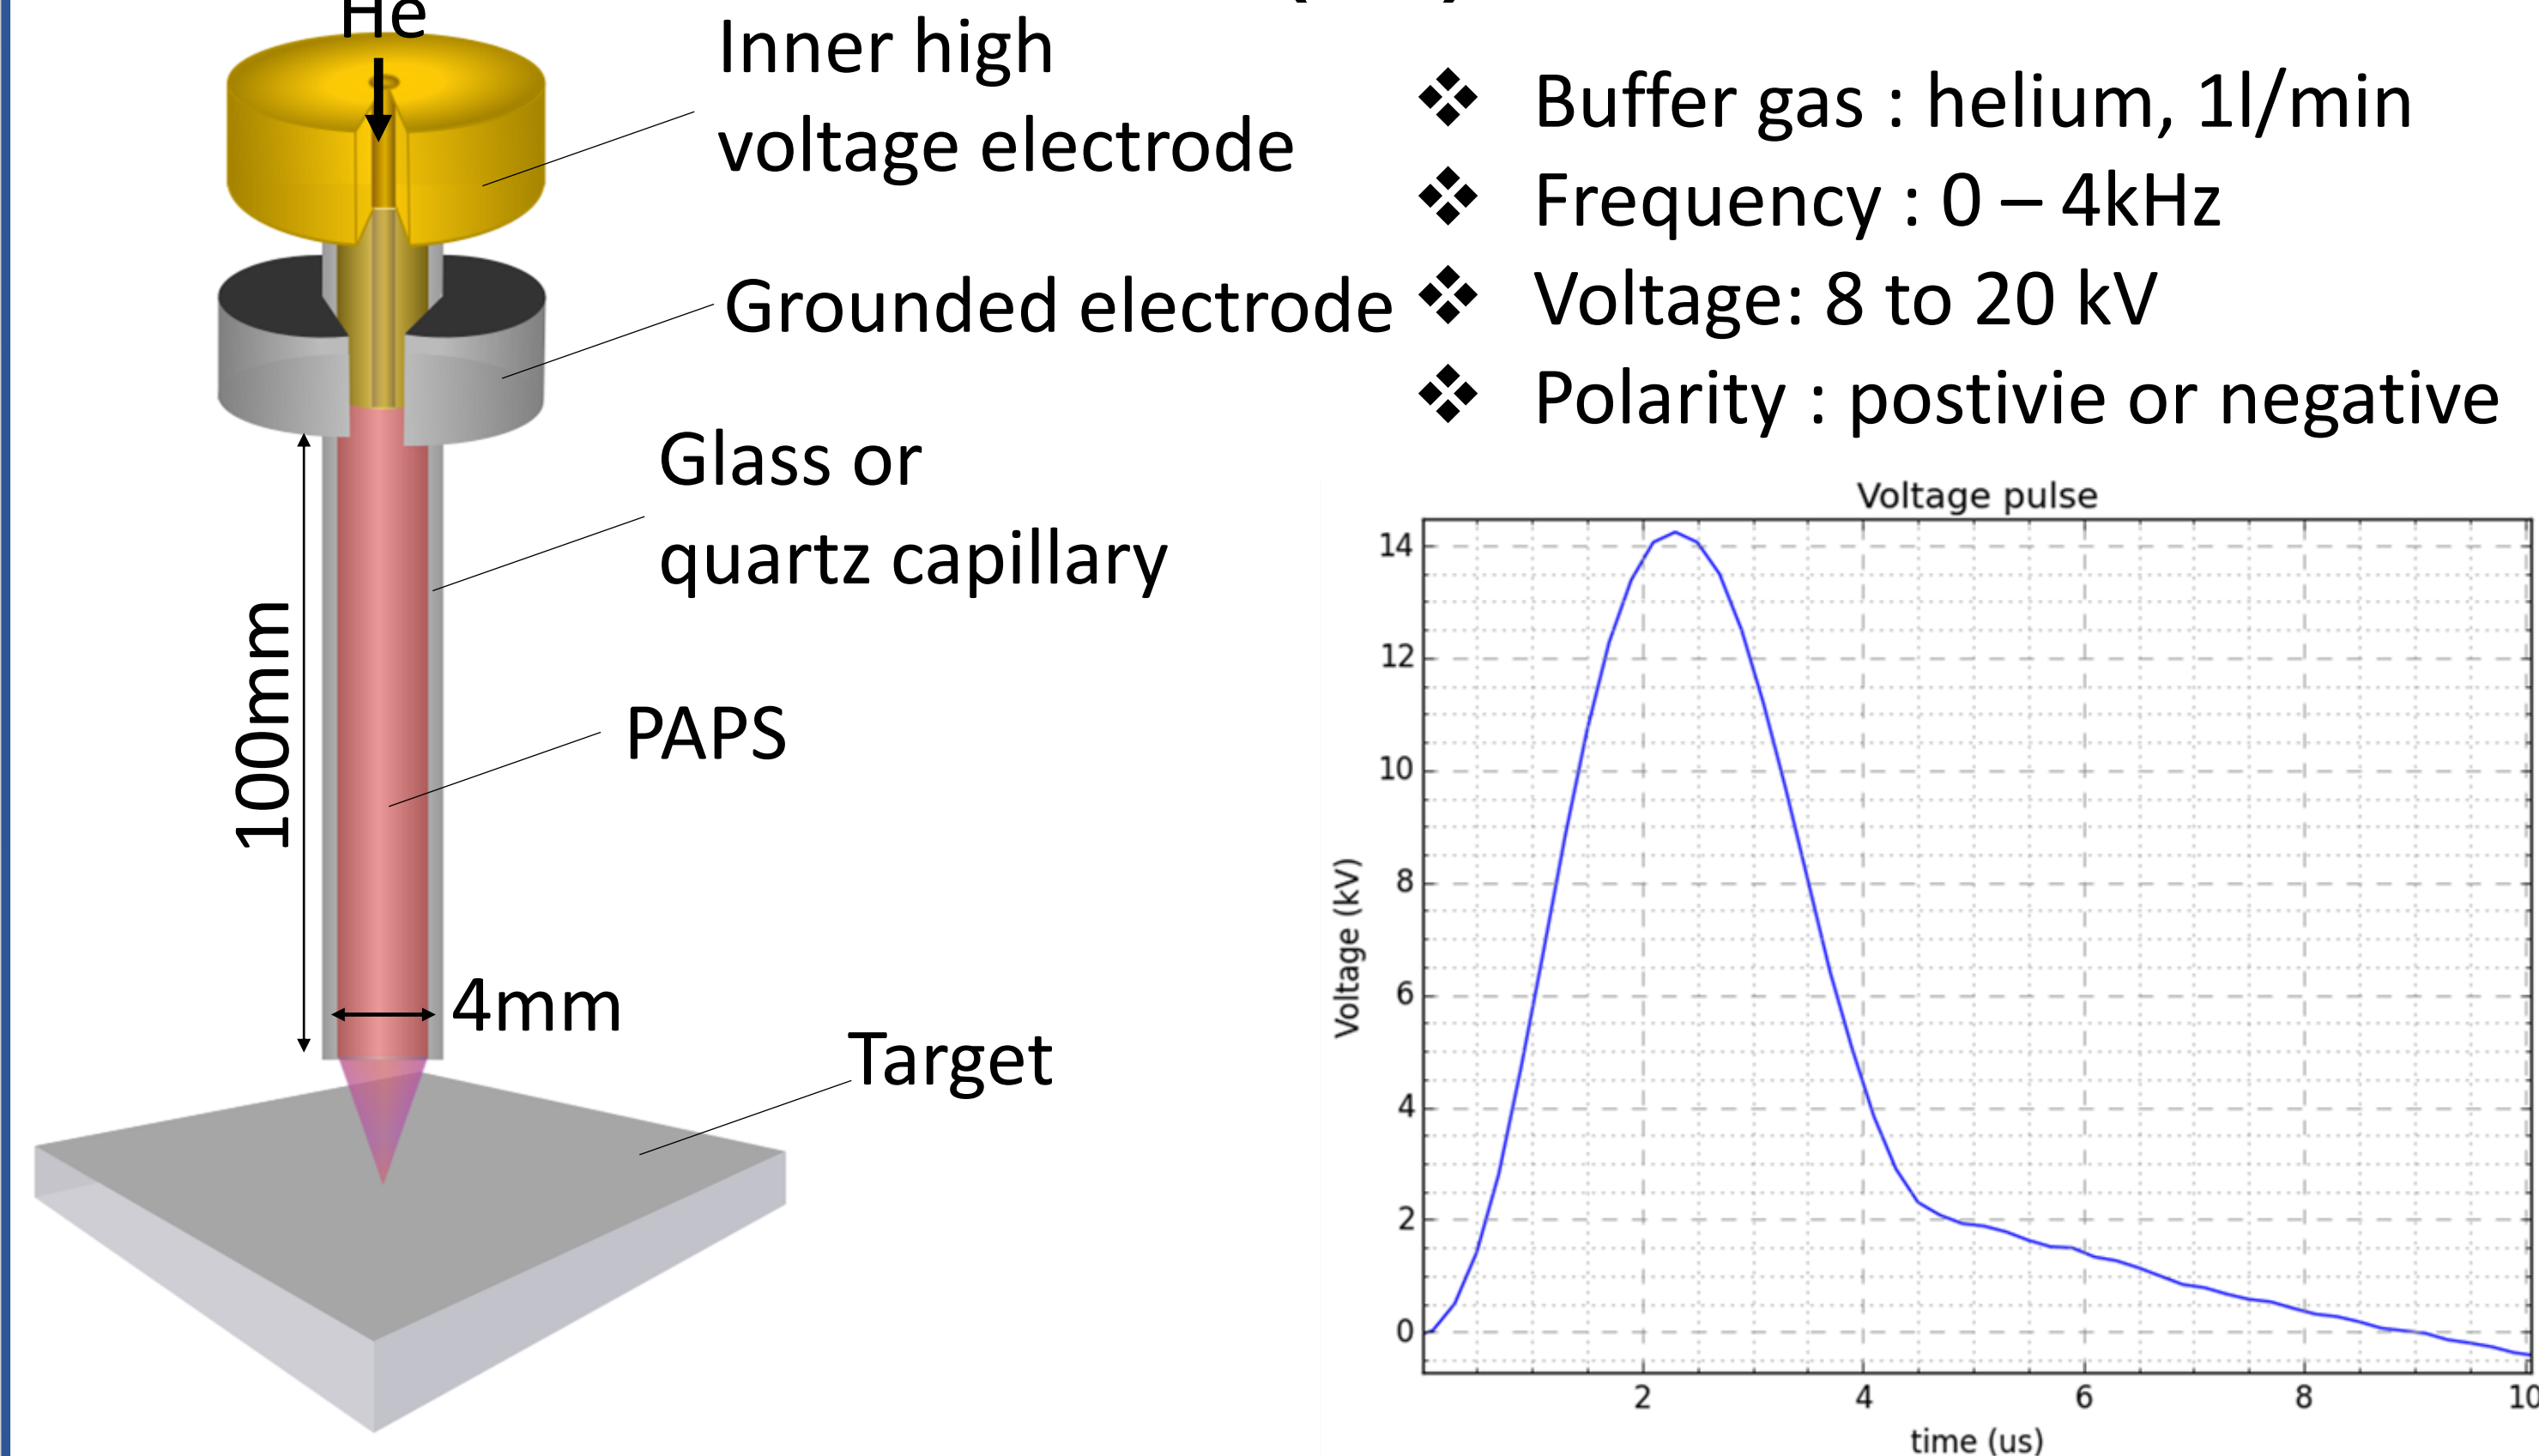 He
Inner high
voltage electrode
Grounded electrode
Glass or
quartz capillary
100mm
PAPS
4mm
Target
❖ Buffer gas : helium, 1l/min
❖ Frequency : 0 – 4kHz
❖ Voltage: 8 to 20 kV
❖ Polarity : postivie or negative
Voltage pulse
14
12
10
8
6
4
2
0
Voltage (kV)
2 4 6 8 10
time (us)